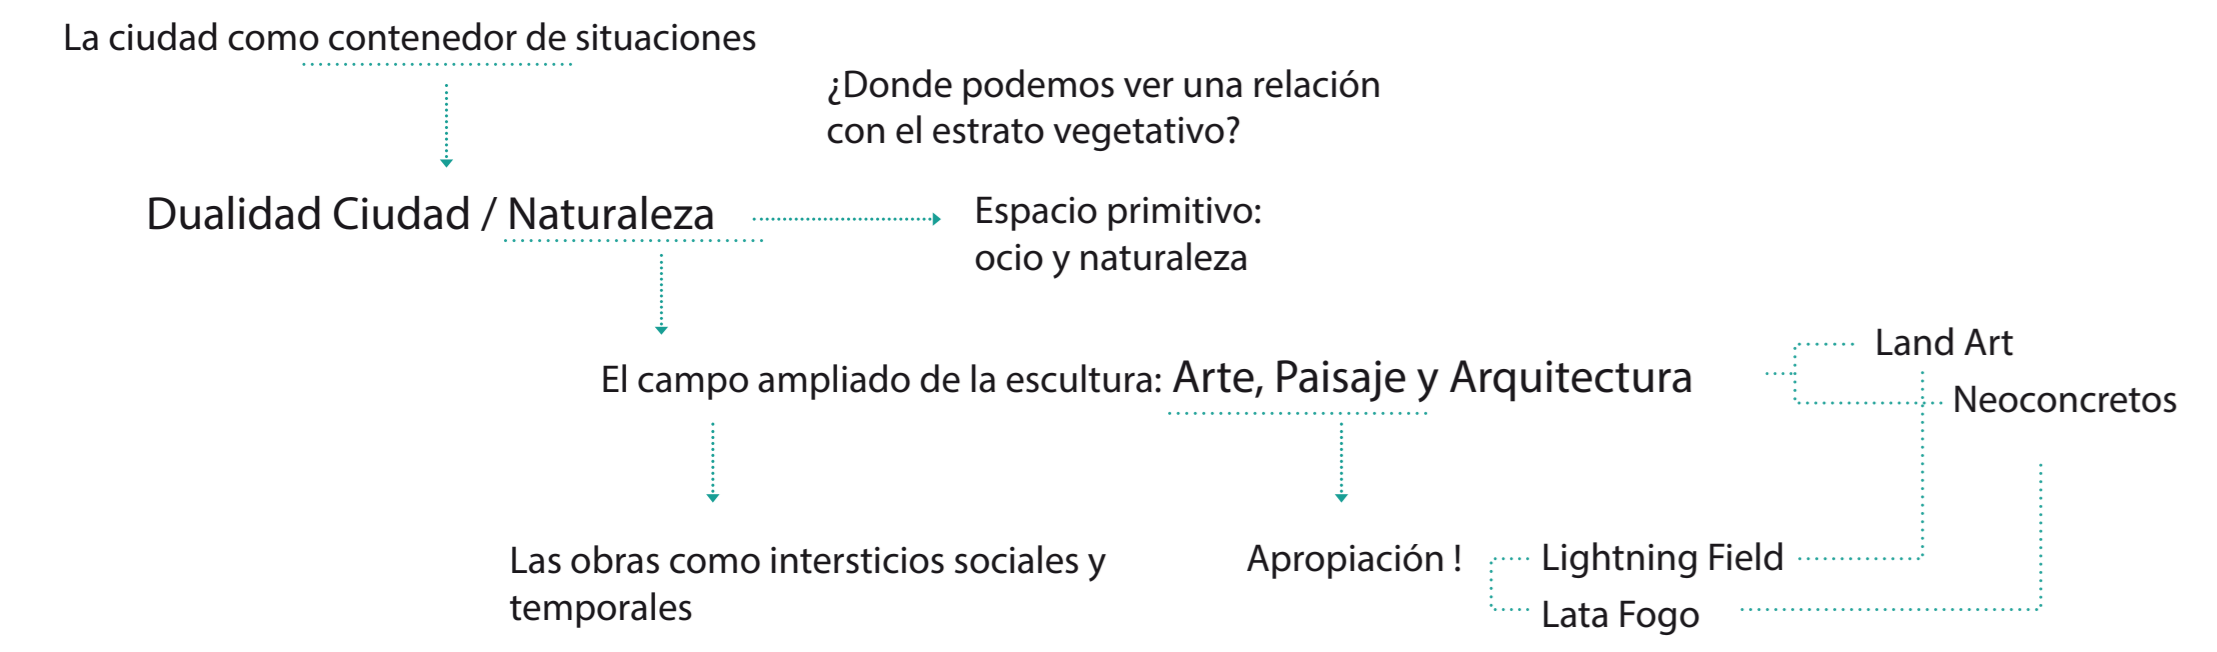 La ciudad como contenedor de situaciones
¿Donde podemos ver una relación
con el estrato vegetativo?
Dualidad Ciudad / Naturaleza
Espacio primitivo:
ocio y naturaleza
El campo ampliado de la escultura: Arte, Paisaje y Arquitectura
Land Art
Neoconcretos
Las obras como intersticios sociales y
temporales
Apropiación !
Lightning Field
Lata Fogo